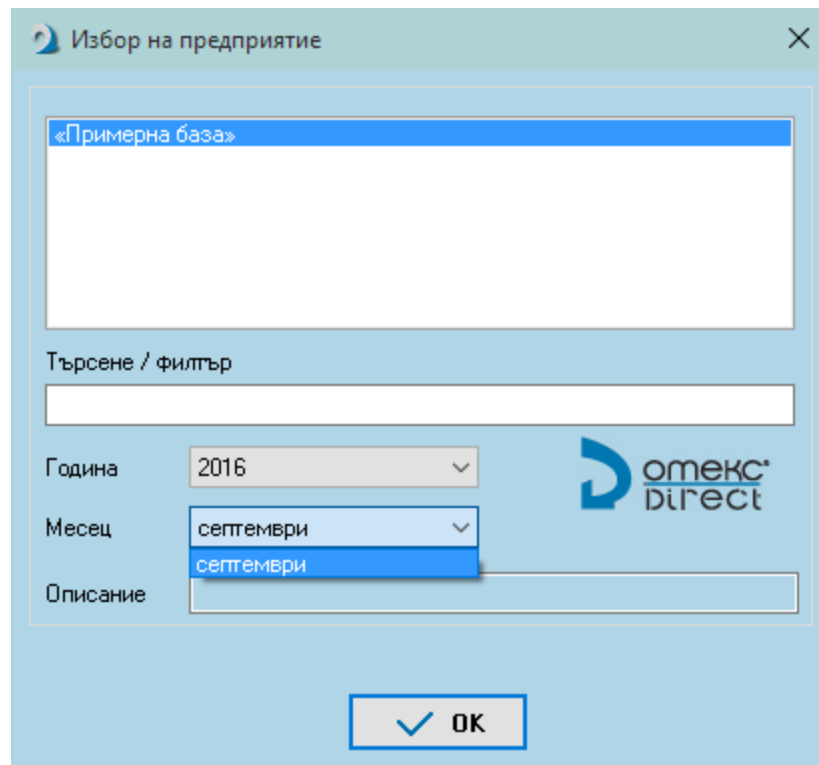 Избор на предприятие
«Примерна база»
Търсене / филтър
Година 2016
Месец септември
септември
Описание
омекс
Direct
OK